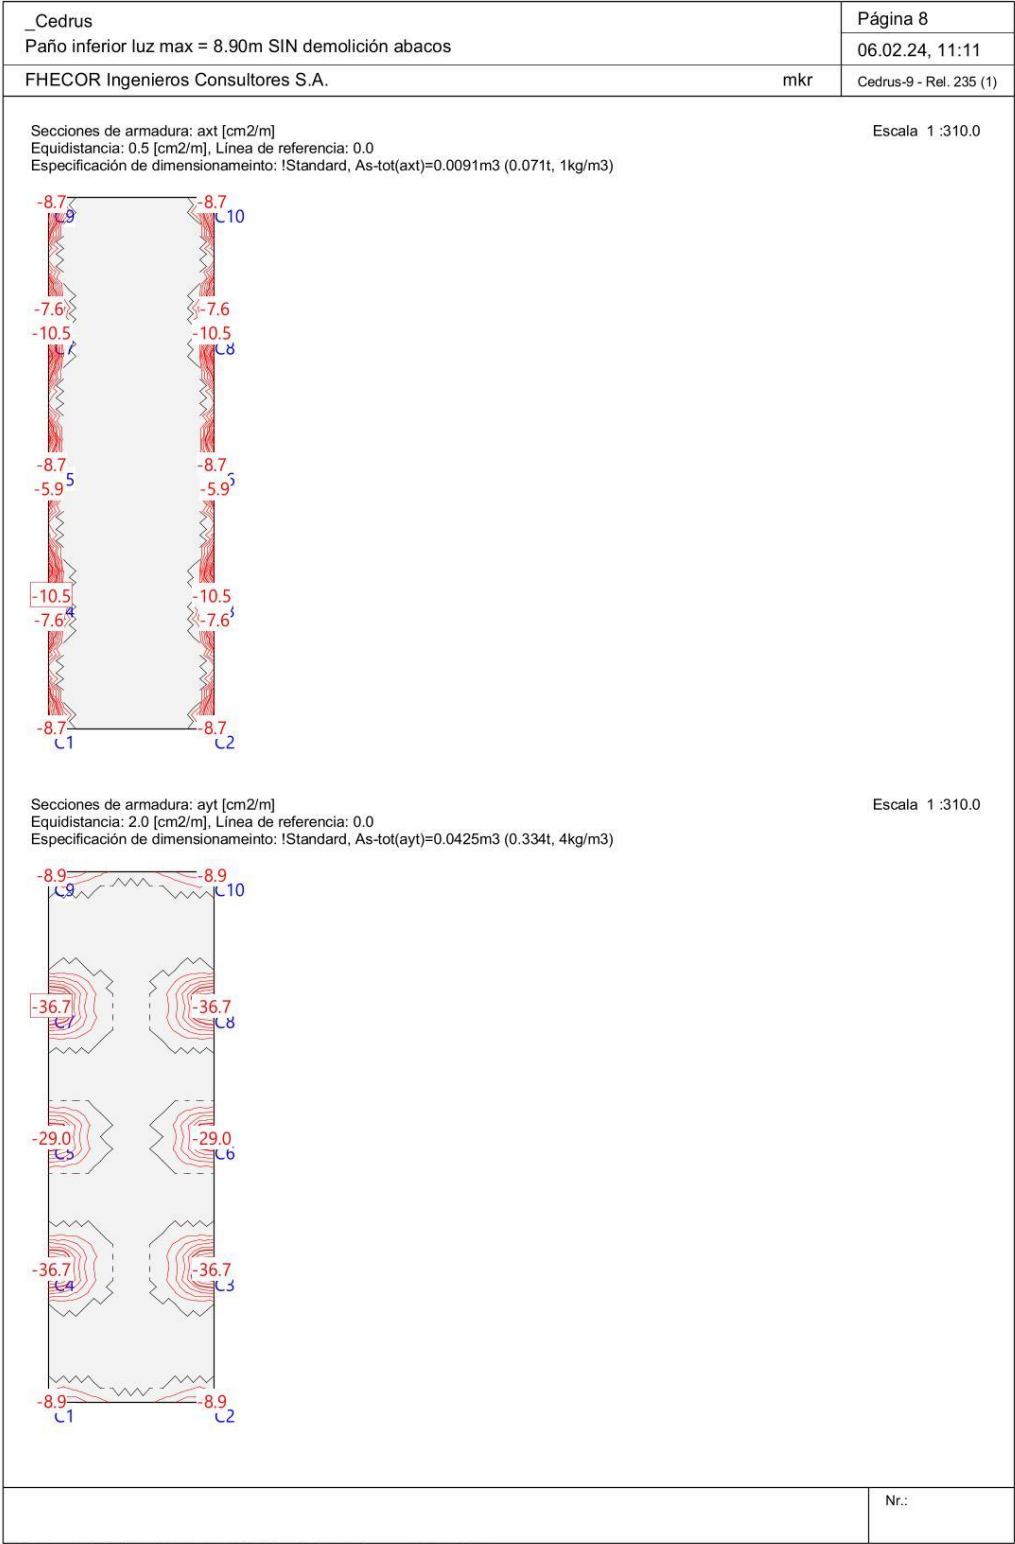 _Cedrus
Página 8
Paño inferior luz max = 8.90m SIN demolición abacos
06.02.24, 11:11
FHECOR Ingenieros Consultores S.A.
mkr
Cedrus-9 - Rel. 235 (1)
Secciones de armadura: axt [cm2/m]
Escala 1 :310.0
Equidistancia: 0.5 [cm2/m], Línea de referencia: 0.0
Especificación de dimensionameinto: !Standard, As-tot(axt)=0.0091m3 (0.071t, 1kg/m3)
-8.7 -8.7
C9 C10
-7.6 -7.6
-10.5 -10.5
C7 C8
-8.7 -8.7
5
-5.9 -5.9
-10.5 -10.5
4
-7.6 -7.6
-8.7 -8.7
C1 C2
Secciones de armadura: ayt [cm2/m]
Escala 1 :310.0
Equidistancia: 2.0 [cm2/m], Línea de referencia: 0.0
Especificación de dimensionameinto: !Standard, As-tot(ayt)=0.0425m3 (0.334t, 4kg/m3)
-8.9 -8.9
C9 C10
-36.7 -36.7
C7 C8
-29.0 -29.0
C5 C6
-36.7 -36.7
C4 C3
-8.9 -8.9
C1 C2
Nr.: